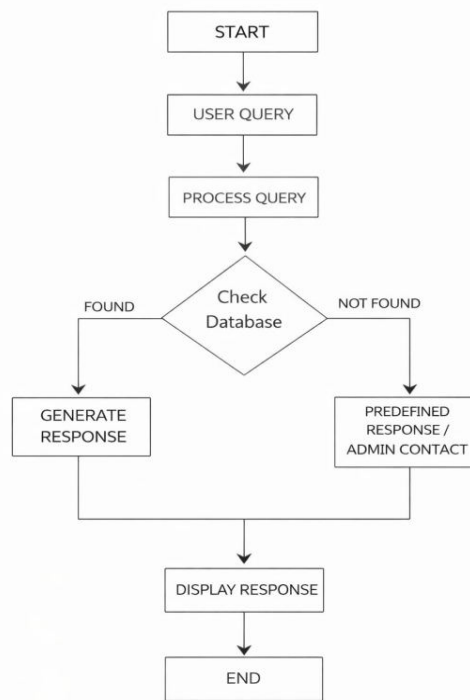 START
USER QUERY
PROCESS QUERY
Check
Database
FOUND
NOT FOUND
GENERATE
RESPONSE
PREDEFINED
RESPONSE /
ADMIN CONTACT
DISPLAY RESPONSE
END